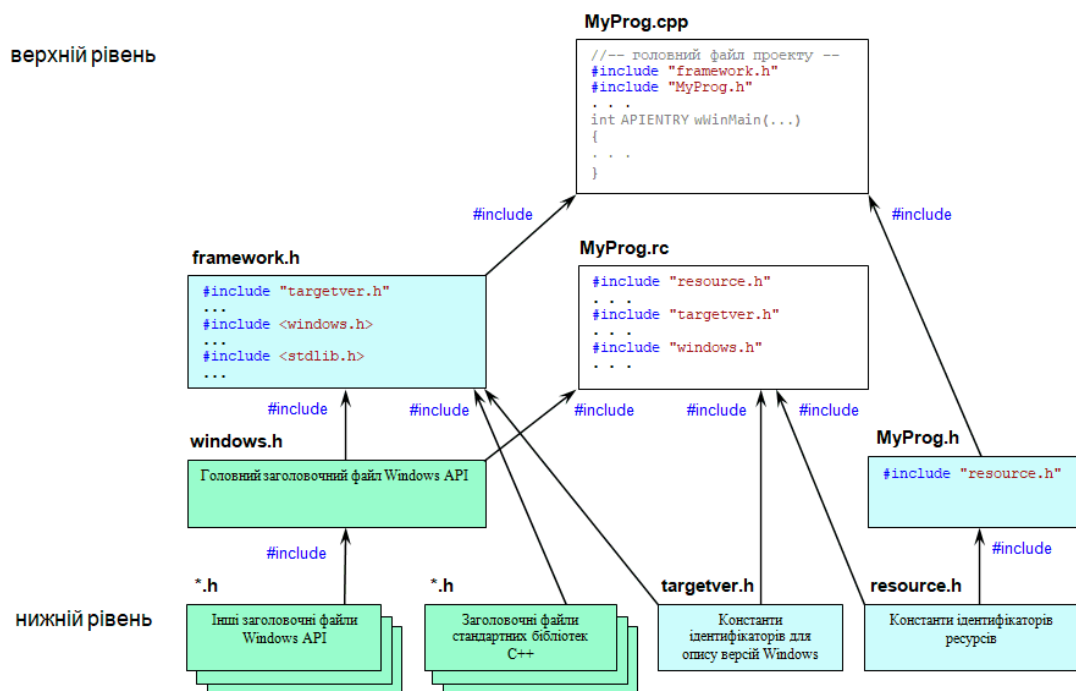 MyProg.cpp
верхній рівень
//-- головний файл проекту --
#include "framework.h"
#include "MyProg.h"
. . .
int APIENTRY wWinMain(...)
{
. . .
}
#include
#include
framework.h
#include "targetver.h"
...
#include <windows.h>
...
#include <stdlib.h>
...
MyProg.rc
#include "resource.h"
. . .
#include "targetver.h"
. . .
#include "windows.h"
. . .
#include
#include
#include
#include
#include
windows.h
Головний заголовочний файл Windows API
MyProg.h
#include "resource.h"
#include
#include
нижній рівень
*.h
Інші заголовочні файли
Windows API
*.h
Заголовочні файли
стандартних бібліотек
C++
targetver.h
Константи
ідентифікаторів для
опису версій Windows
resource.h
Константи ідентифікаторів
ресурсів